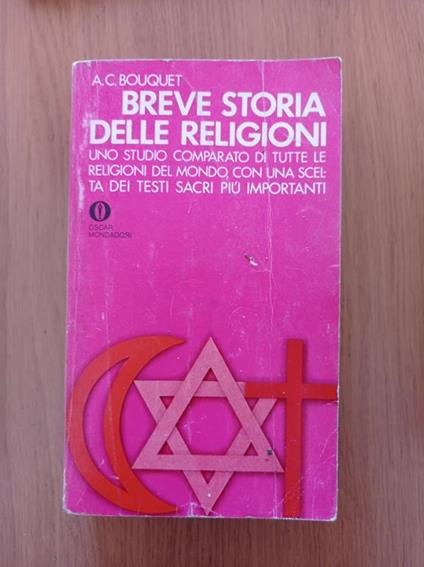 A.C. BOUQUET
BREVE STORIA
DELLE RELIGIONI
UNO STUDIO COMPARATO DI TUTTE LE
RELIGIONI DEL MONDO, CON UNA SCEL-
TA DEI TESTI SACRI PIÚ IMPORTANTI
OSCAR
MONDADORI